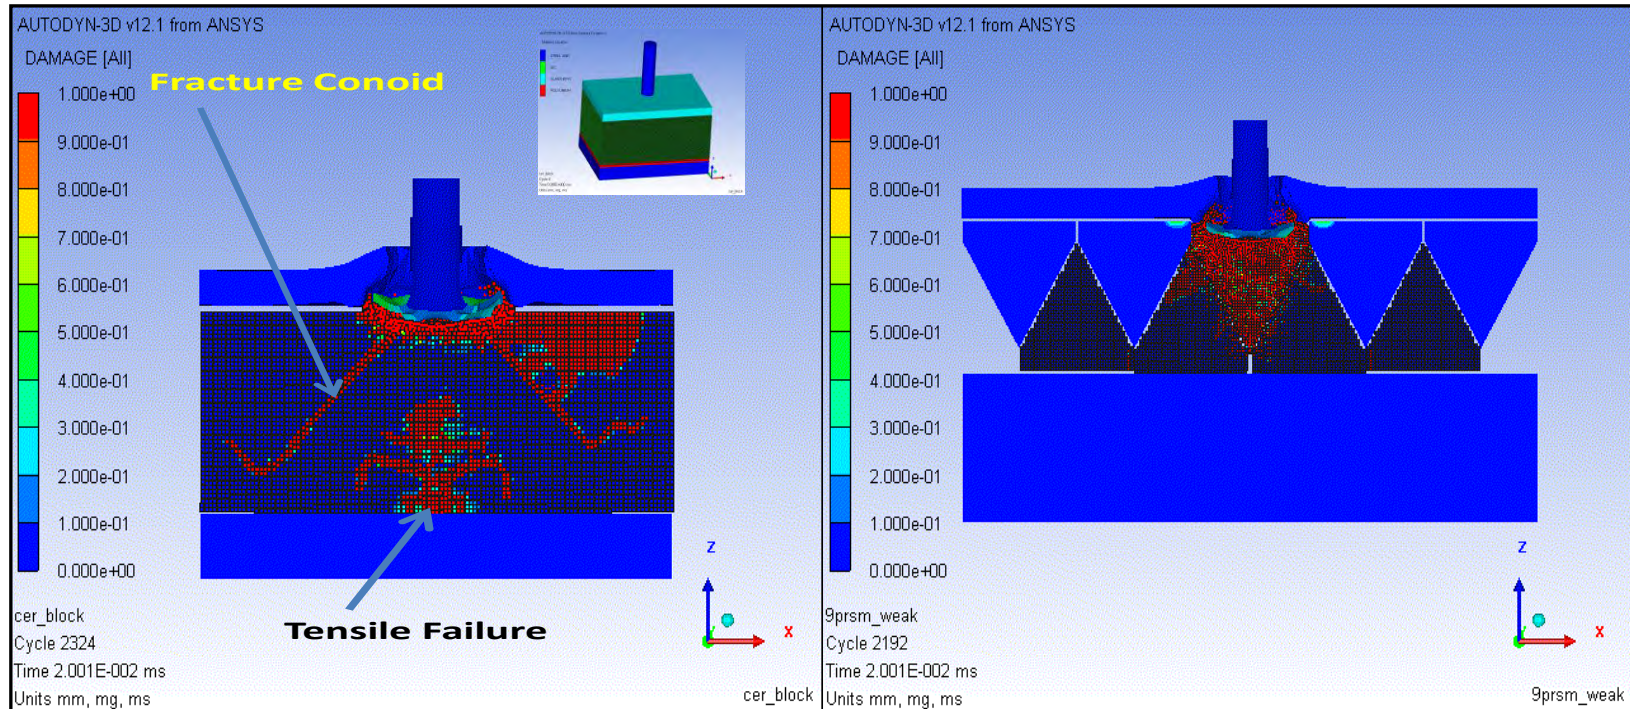 AUTODYN-3D v12.1 from ANSYS
DAMAGE [All]
Fracture Conoid
1.000e+00
9.000e-01
8.000e-01
7.000e-01
6.000e-01
5.000e-01
4.000e-01
3.000e-01
2.000e-01
1.000e-01
0.000e+00
Tensile Failure
z
x
cer_block
Cycle 2324
Time 2.001E-002 ms
Units mm, mg, ms
cer_block
AUTODYN-3D v12.1 from ANSYS
DAMAGE [All]
1.000e+00
9.000e-01
8.000e-01
7.000e-01
6.000e-01
5.000e-01
4.000e-01
3.000e-01
2.000e-01
1.000e-01
0.000e+00
z
x
9prsm_weak
Cycle 2192
Time 2.001E-002 ms
Units mm, mg, ms
9prsm_weak